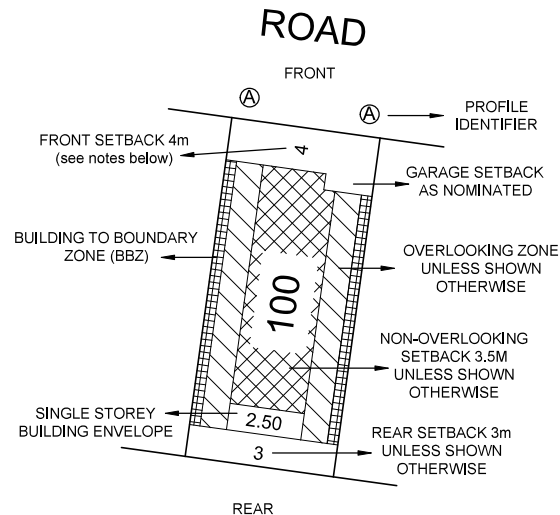 ROAD
FRONT
A
A
PROFILE
IDENTIFIER
FRONT SETBACK 4m
(see notes below)
4
GARAGE SETBACK
AS NOMINATED
BUILDING TO BOUNDARY
ZONE (BBZ)
OVERLOOKING ZONE
UNLESS SHOWN
OTHERWISE
100
NON-OVERLOOKING
SETBACK 3.5M
UNLESS SHOWN
OTHERWISE
SINGLE STOREY
BUILDING ENVELOPE
2.50
3
REAR SETBACK 3m
UNLESS SHOWN
OTHERWISE
REAR